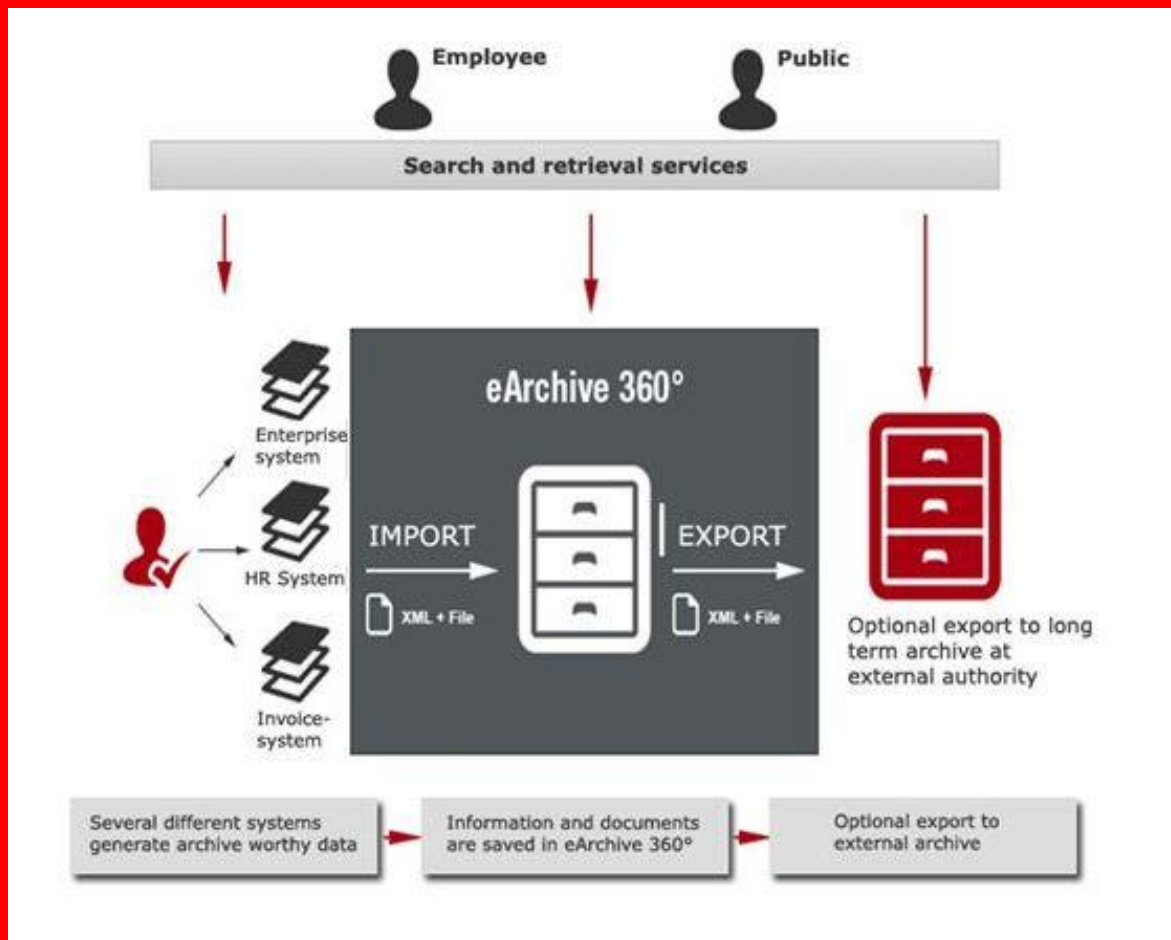 Employee
Public
Search and retrieval services
eArchive 360°
Enterprise
system
HR System
Invoice-
system
IMPORT
XML + File
EXPORT
XML + File
Optional export to long
term archive at
external authority
Several different systems
generate archive worthy data
Information and documents
are saved in eArchive 360°
Optional export to
external archive